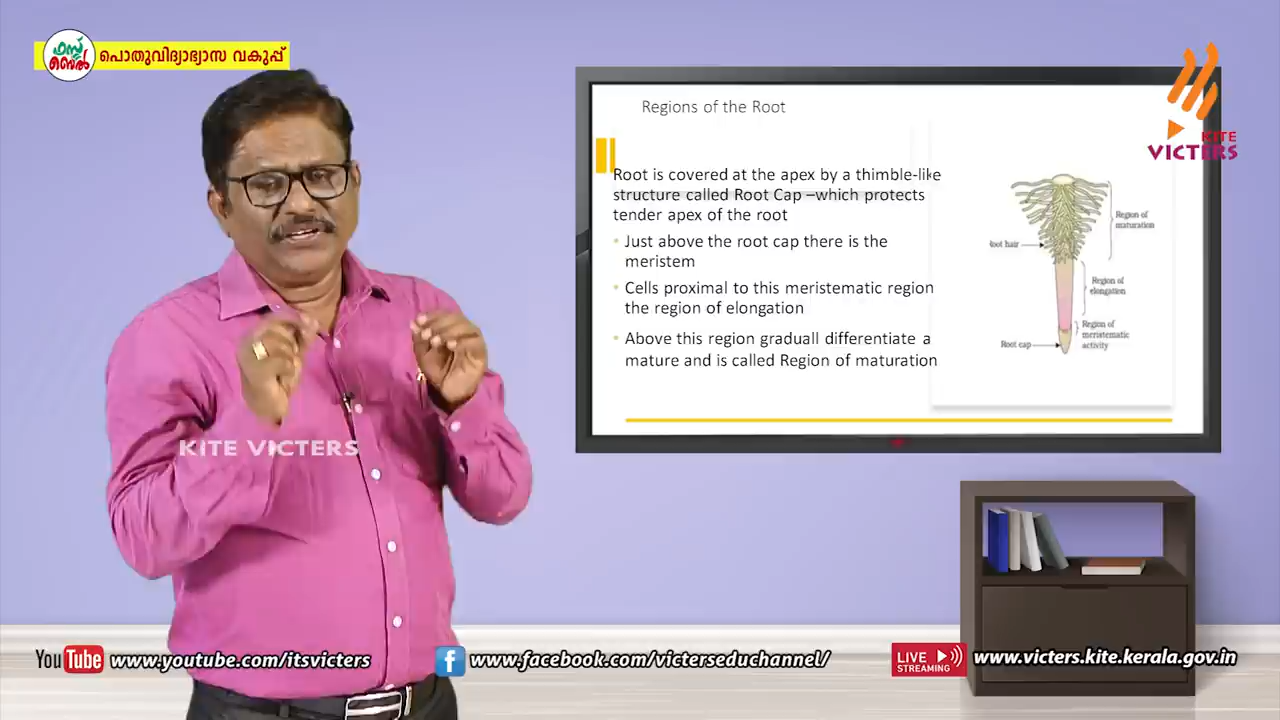 ഫസ്റ്റ്
ബെൽ
പൊതുവിദ്യാഭ്യാസ വകുപ്പ്
KITE
VICTERS
Regions of the Root
Root is covered at the apex by a thimble-like
structure called Root Cap –which protects
tender apex of the root
• Just above the root cap there is the
meristem
• Cells proximal to this meristematic region
the region of elongation
• Above this region graduall differentiate a
mature and is called Region of maturation
Region of
maturation
Root hair
Region of
elongation
Region of
meristematic
activity
Root cap
KITE VICTERS
YouTube www.youtube.com/itsvicters
f www.facebook.com/victerseduchannel/
LIVE
STREAMING
www.victers.kite.kerala.gov.in